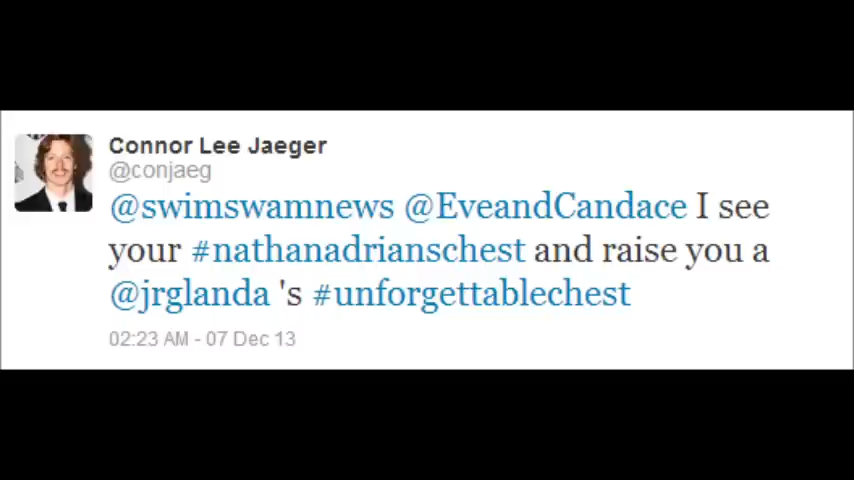 Connor Lee Jaeger
@conjaeg
@swimswamnews @EveandCandace I see
your #nathanadrianschest and raise you a
@jrglanda 's #unforgettablechest
02:23 AM - 07 Dec 13